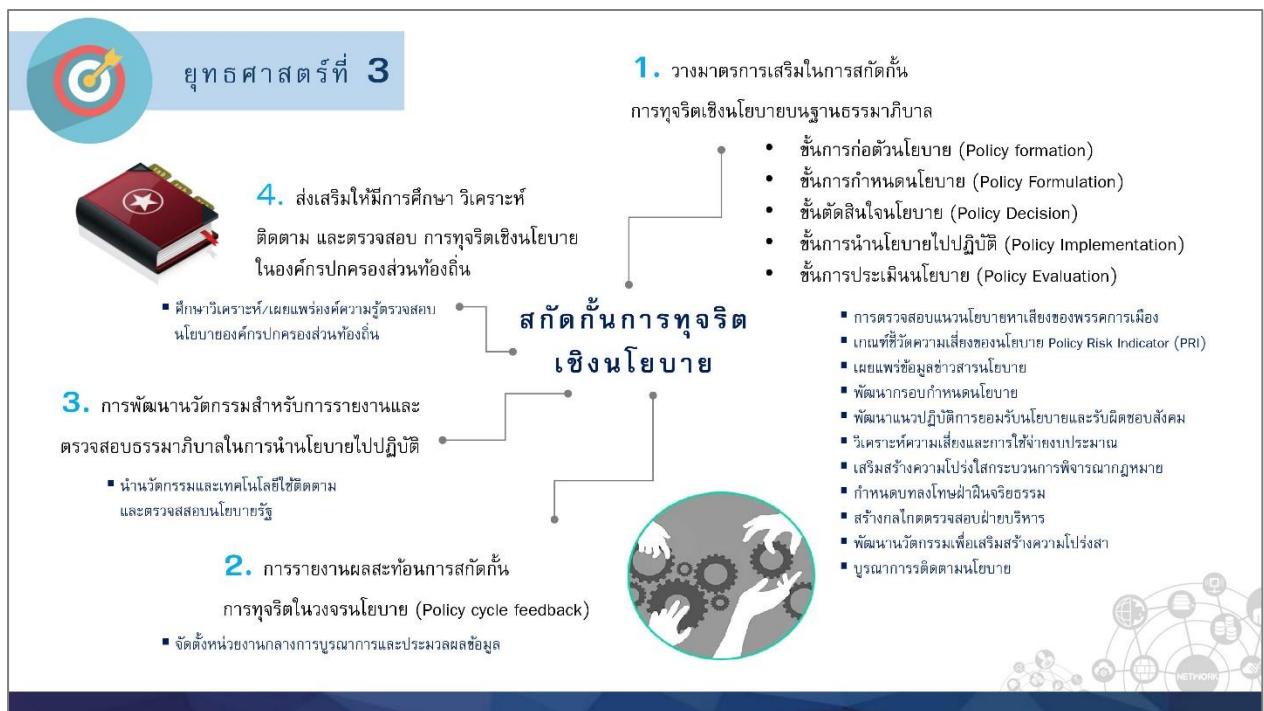 ยุทธศาสตร์ที่ 3
1. วางมาตรการเสริมในการสกัดกั้น
การทุจริตเชิงนโยบายบนฐานธรรมาภิบาล
• ขั้นการก่อตัวนโยบาย (Policy formation)
• ขั้นการกำหนดนโยบาย (Policy Formulation)
• ขั้นตัดสินใจนโยบาย (Policy Decision)
• ขั้นการนำนโยบายไปปฏิบัติ (Policy Implementation)
• ขั้นการประเมินนโยบาย (Policy Evaluation)
▪ การตรวจสอบแนวนโยบายหาเสียงของพรรคการเมือง
▪ เกณฑ์ชี้วัดความเสี่ยงของนโยบาย Policy Risk Indicator (PRI)
▪ เผยแพร่ข้อมูลข่าวสารนโยบาย
▪ พัฒนากรอบกำหนดนโยบาย
▪ พัฒนาแนวปฏิบัติการยอมรับนโยบายและรับผิดชอบสังคม
▪ วิเคราะห์ความเสี่ยงและการใช้จ่ายงบประมาณ
▪ เสริมสร้างความโปร่งใสกระบวนการพิจารณากฎหมาย
▪ กำหนดบทลงโทษฝ่าฝืนจริยธรรม
▪ สร้างกลไกตรวจสอบฝ่ายบริหาร
▪ พัฒนานวัตกรรมเพื่อเสริมสร้างความโปร่งสา
▪ บูรณาการรติดตามนโยบาย
4. ส่งเสริมให้มีการศึกษา วิเคราะห์
ติดตาม และตรวจสอบ การทุจริตเชิงนโยบาย
ในองค์กรปกครองส่วนท้องถิ่น
▪ ศึกษาวิเคราะห์/เผยแพร่องค์ความรู้ตรวจสอบ
นโยบายองค์กรปกครองส่วนท้องถิ่น
สกัดกั้นการทุจริต
เชิงนโยบาย
3. การพัฒนานวัตกรรมสำหรับการรายงานและ
ตรวจสอบธรรมาภิบาลในการนำนโยบายไปปฏิบัติ
▪ นำนวัตกรรมและเทคโนโลยีใช้ติดตาม
และตรวจสสอบนโยบายรัฐ
2. การรายงานผลสะท้อนการสกัดกั้น
การทุจริตในวงจรนโยบาย (Policy cycle feedback)
▪ จัดตั้งหน่วยงานกลางการบูรณาการและประมวลผลข้อมูล
NETWORK